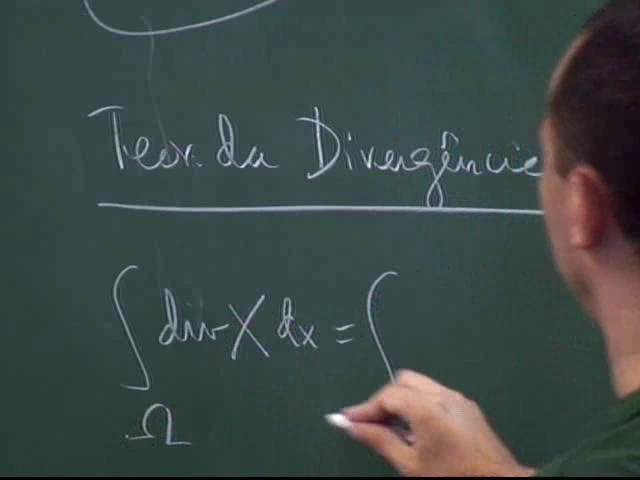 Teor. da Divergência
∫ div X dx = ∫
Ω